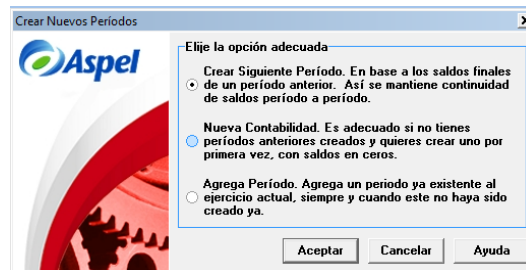 Crear Nuevos Períodos
x
Aspel
Elije la opción adecuada
Crear Siguiente Período. En base a los saldos finales
de un período anterior. Así se mantiene continuidad
de saldos período a período.
Nueva Contabilidad. Es adecuado si no tienes
períodos anteriores creados y quieres crear uno por
primera vez, con saldos en ceros.
Agrega Período. Agrega un periodo ya existente al
ejercicio actual, siempre y cuando este no haya sido
creado ya.
Aceptar
Cancelar
Ayuda